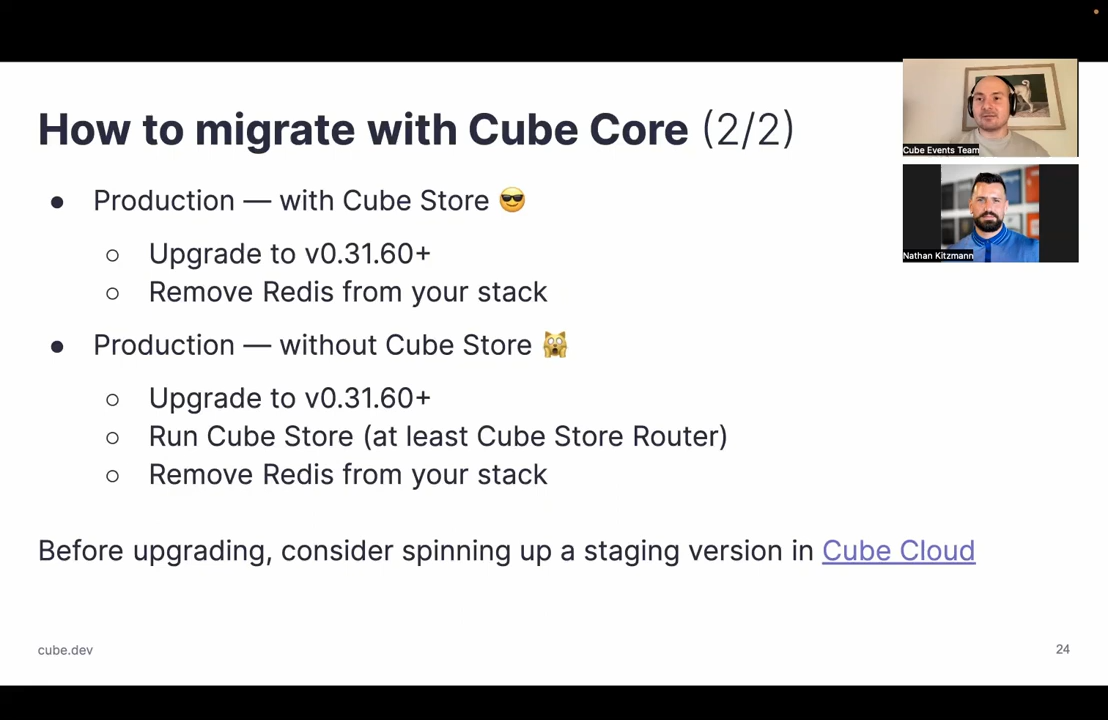 How to migrate with Cube Core (2/2)
Cube Events Team
● Production — with Cube Store 😎
○ Upgrade to v0.31.60+
Nathan Kitzmann
○ Remove Redis from your stack
● Production — without Cube Store 🙀
○ Upgrade to v0.31.60+
○ Run Cube Store (at least Cube Store Router)
○ Remove Redis from your stack
Before upgrading, consider spinning up a staging version in Cube Cloud
cube.dev
24